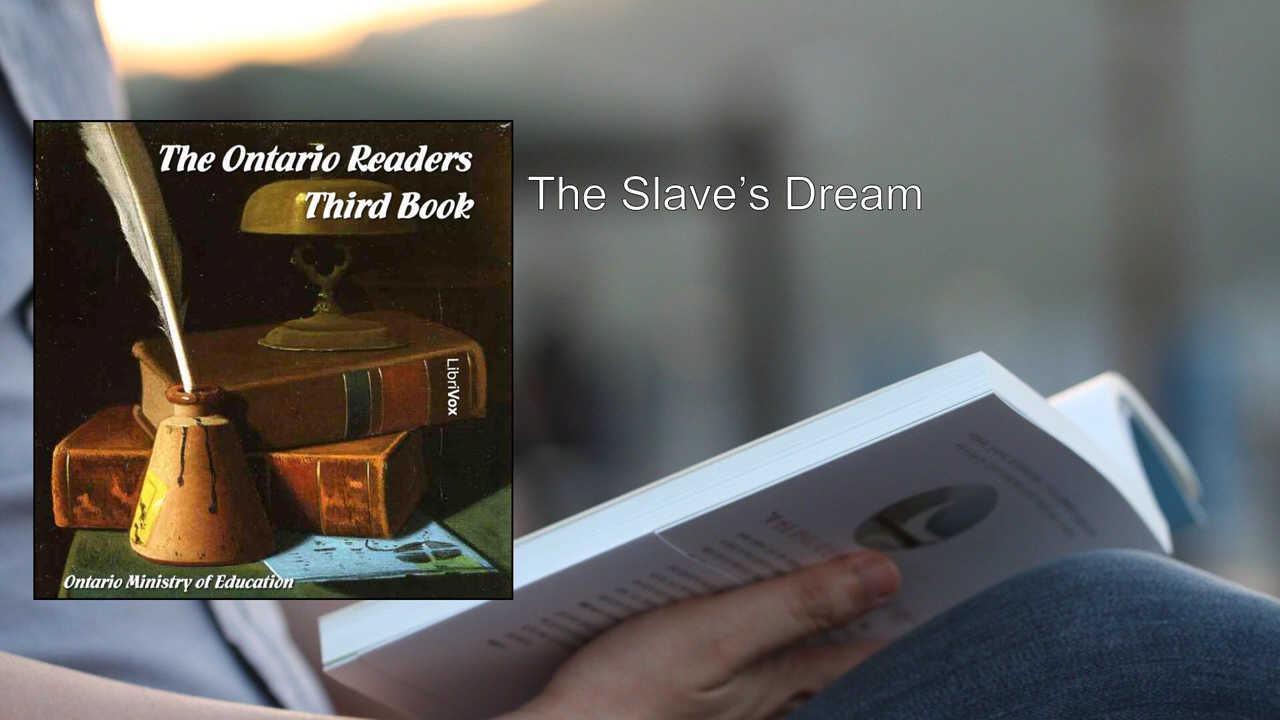 The Ontario Readers
Third Book
LibriVox
Ontario Ministry of Education
The Slave’s Dream